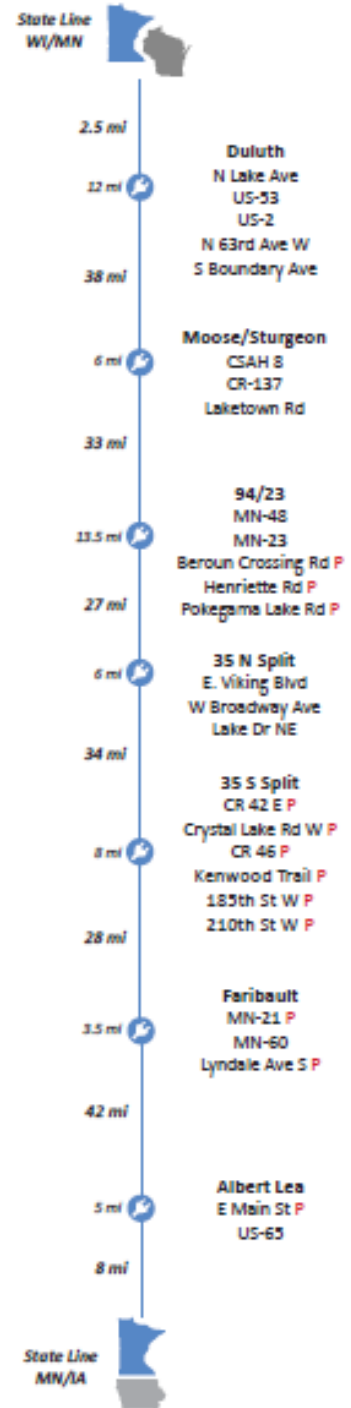 State Line
WI/MN
2.5 mi
Duluth
12 mi
N Lake Ave
US-53
US-2
N 63rd Ave W
S Boundary Ave
38 mi
Moose/Sturgeon
6 mi
CSAH 8
CR-137
Laketown Rd
33 mi
94/23
MN-48
13.5 mi
MN-23
Beroun Crossing Rd P
Henriette Rd P
27 mi
Pokegama Lake Rd P
35 N Split
6 mi
E. Viking Blvd
W Broadway Ave
Lake Dr NE
34 mi
35 S Split
CR 42 E P
Crystal Lake Rd W P
8 mi
CR 46 P
Kenwood Trail P
185th St W P
210th St W P
28 mi
Faribault
MN-21 P
3.5 mi
MN-60
Lyndale Ave S P
42 mi
Albert Lea
5 mi
E Main St P
US-65
8 mi
State Line
MN/IA